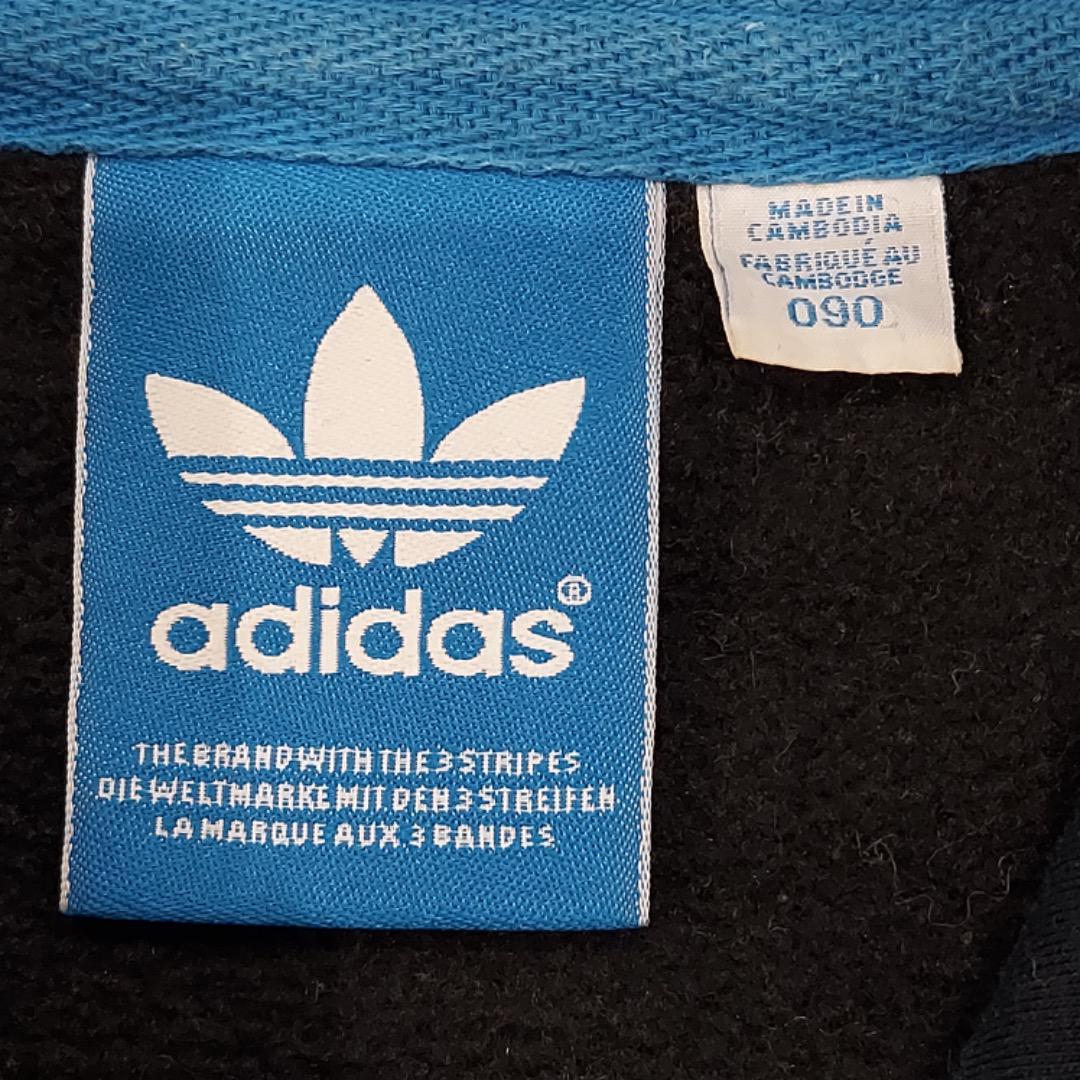 adidas®
THE BRAND WITH THE 3 STRIPES
DIE WELTMARKE MIT DEN 3 STREIFEN
LA MARQUE AUX 3 BANDES
MADE IN
CAMBODIA
FABRIQUÉ AU
CAMBODGE
090